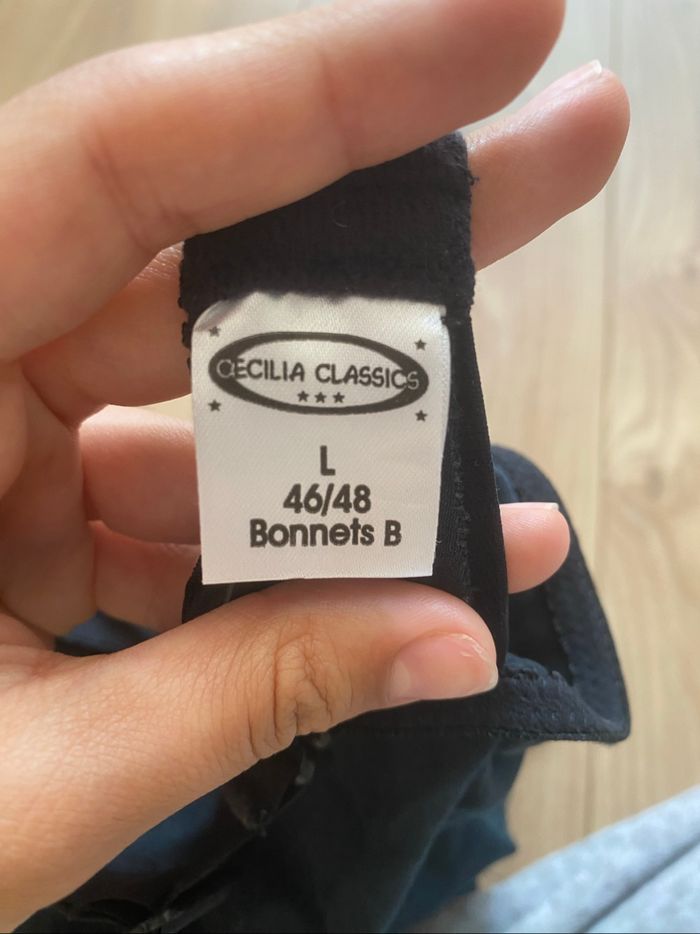 CECILIA CLASSICS
L
46/48
Bonnets B